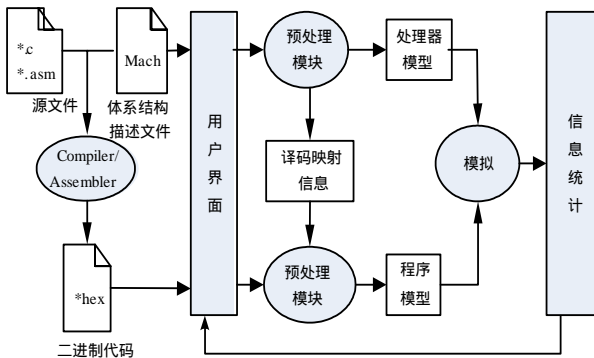 *.c
*.asm
源文件
Mach
体系结构
描述文件
Compiler/
Assembler
*hex
二进制代码
用户界面
预处理
模块
处理器
模型
译码映射
信息
预处理
模块
程序
模型
模拟
信息统计